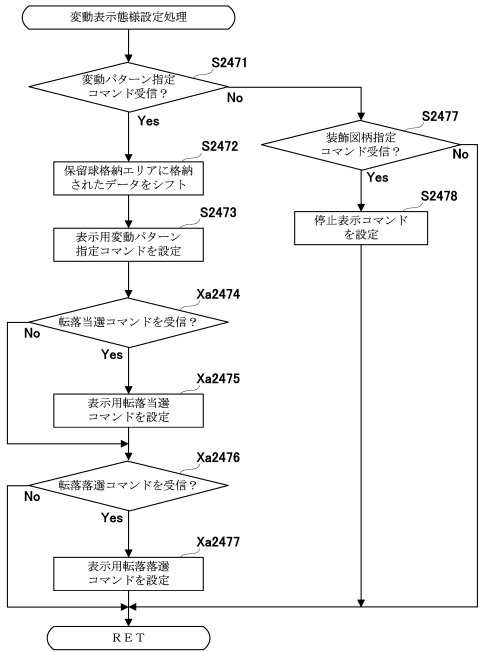 変動表示態様設定処理
S2471
変動パターン指定
コマンド受信？
No
Yes
S2477
装飾図柄指定
コマンド受信？
No
Yes
S2472
保留球格納エリアに格納
されたデータをシフト
S2478
停止表示コマンド
を設定
S2473
表示用変動パターン
指定コマンドを設定
Xa2474
転落当選コマンドを受信？
No
Yes
Xa2475
表示用転落当選
コマンドを設定
Xa2476
転落落選コマンドを受信？
No
Yes
Xa2477
表示用転落落選
コマンドを設定
RET